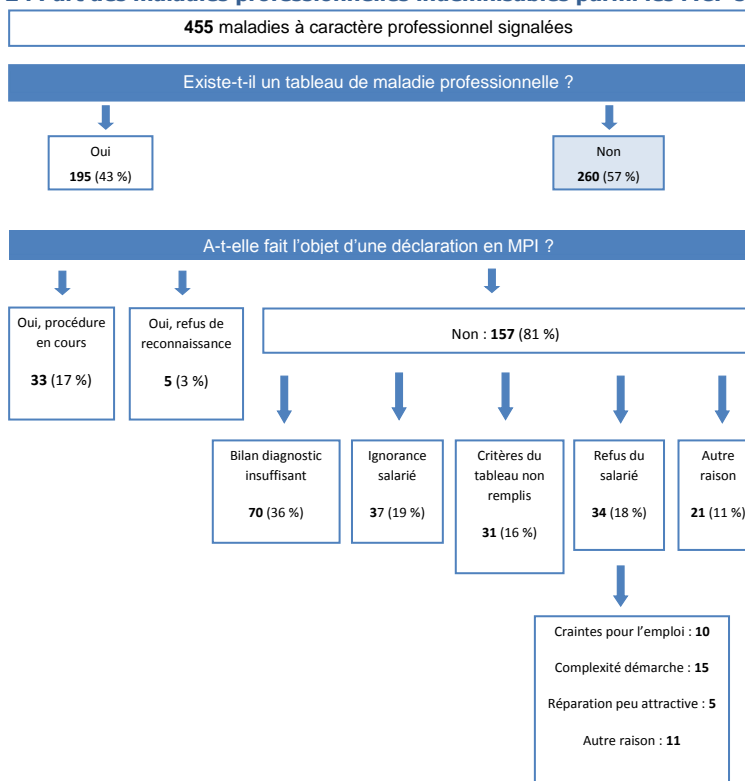 455 maladies à caractère professionnel signalées
Existe-t-il un tableau de maladie professionnelle ?
Oui
195 (43 %)
Non
260 (57 %)
A-t-elle fait l'objet d'une déclaration en MPI ?
Oui, procédure
en cours
33 (17 %)
Oui, refus de
reconnaissance
5 (3 %)
Non : 157 (81 %)
Bilan diagnostic
insuffisant
70 (36 %)
Ignorance
salarié
37 (19 %)
Critères du
tableau non
remplis
31 (16 %)
Refus du
salarié
34 (18 %)
Autre
raison
21 (11 %)
Craintes pour l'emploi : 10
Complexité démarche : 15
Réparation peu attractive : 5
Autre raison : 11